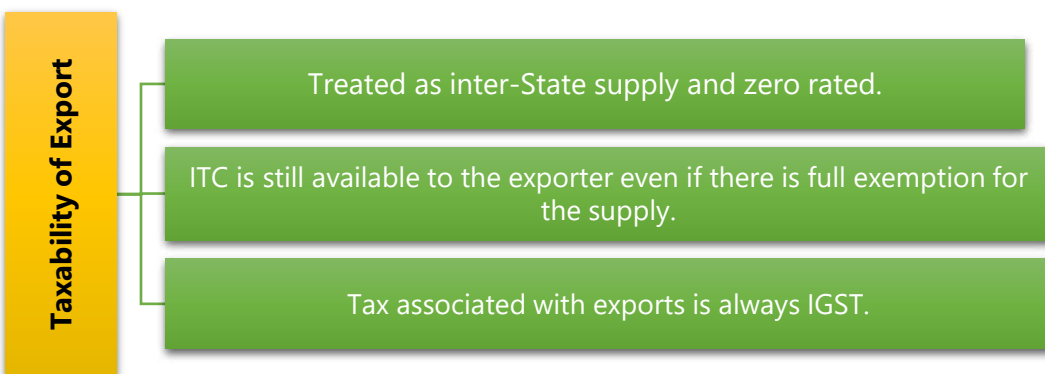 Taxability of Export
Treated as inter-State supply and zero rated.
ITC is still available to the exporter even if there is full exemption for
the supply.
Tax associated with exports is always IGST.